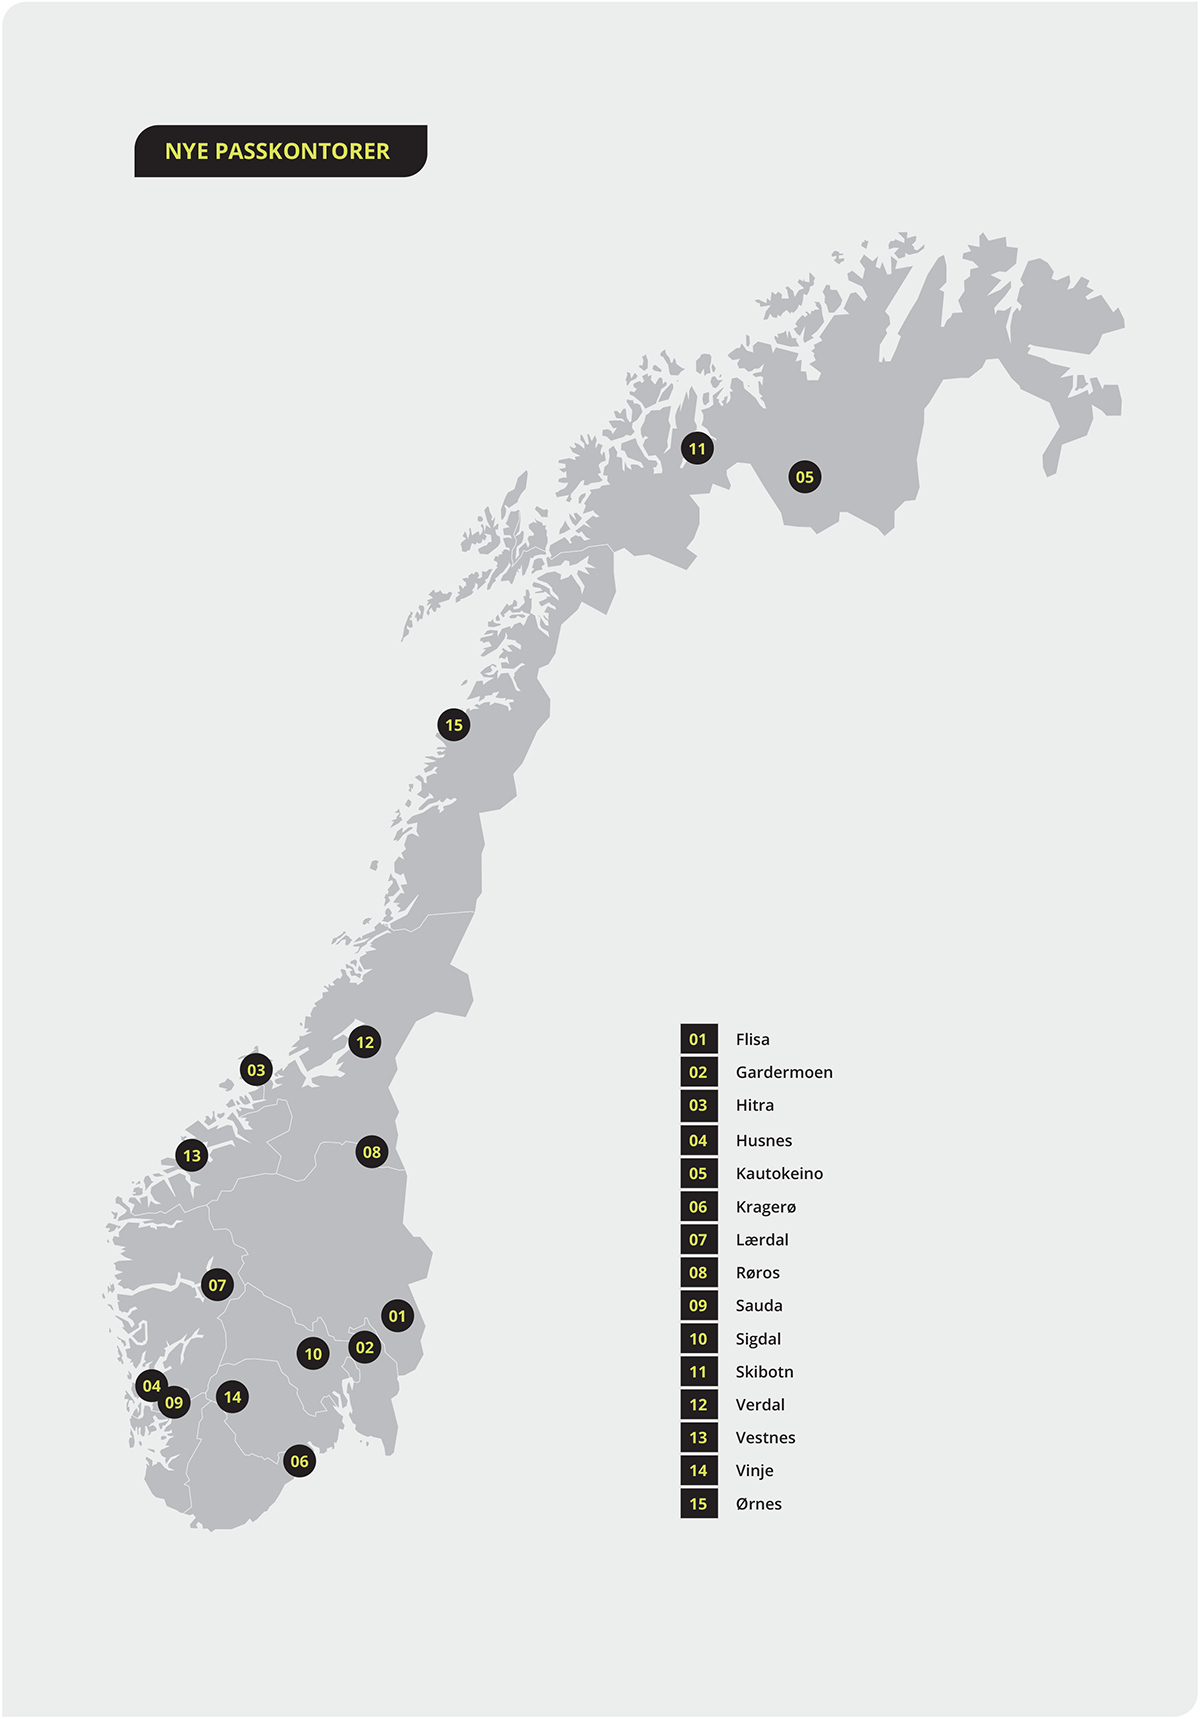 NYE PASSKONTORER
11
05
15
12
03
13
08
07
01
02
10
04
09
14
06
01 Flisa
02 Gardermoen
03 Hitra
04 Husnes
05 Kautokeino
06 Kragerø
07 Lærdal
08 Røros
09 Sauda
10 Sigdal
11 Skibotn
12 Verdal
13 Vestnes
14 Vinje
15 Ørnes